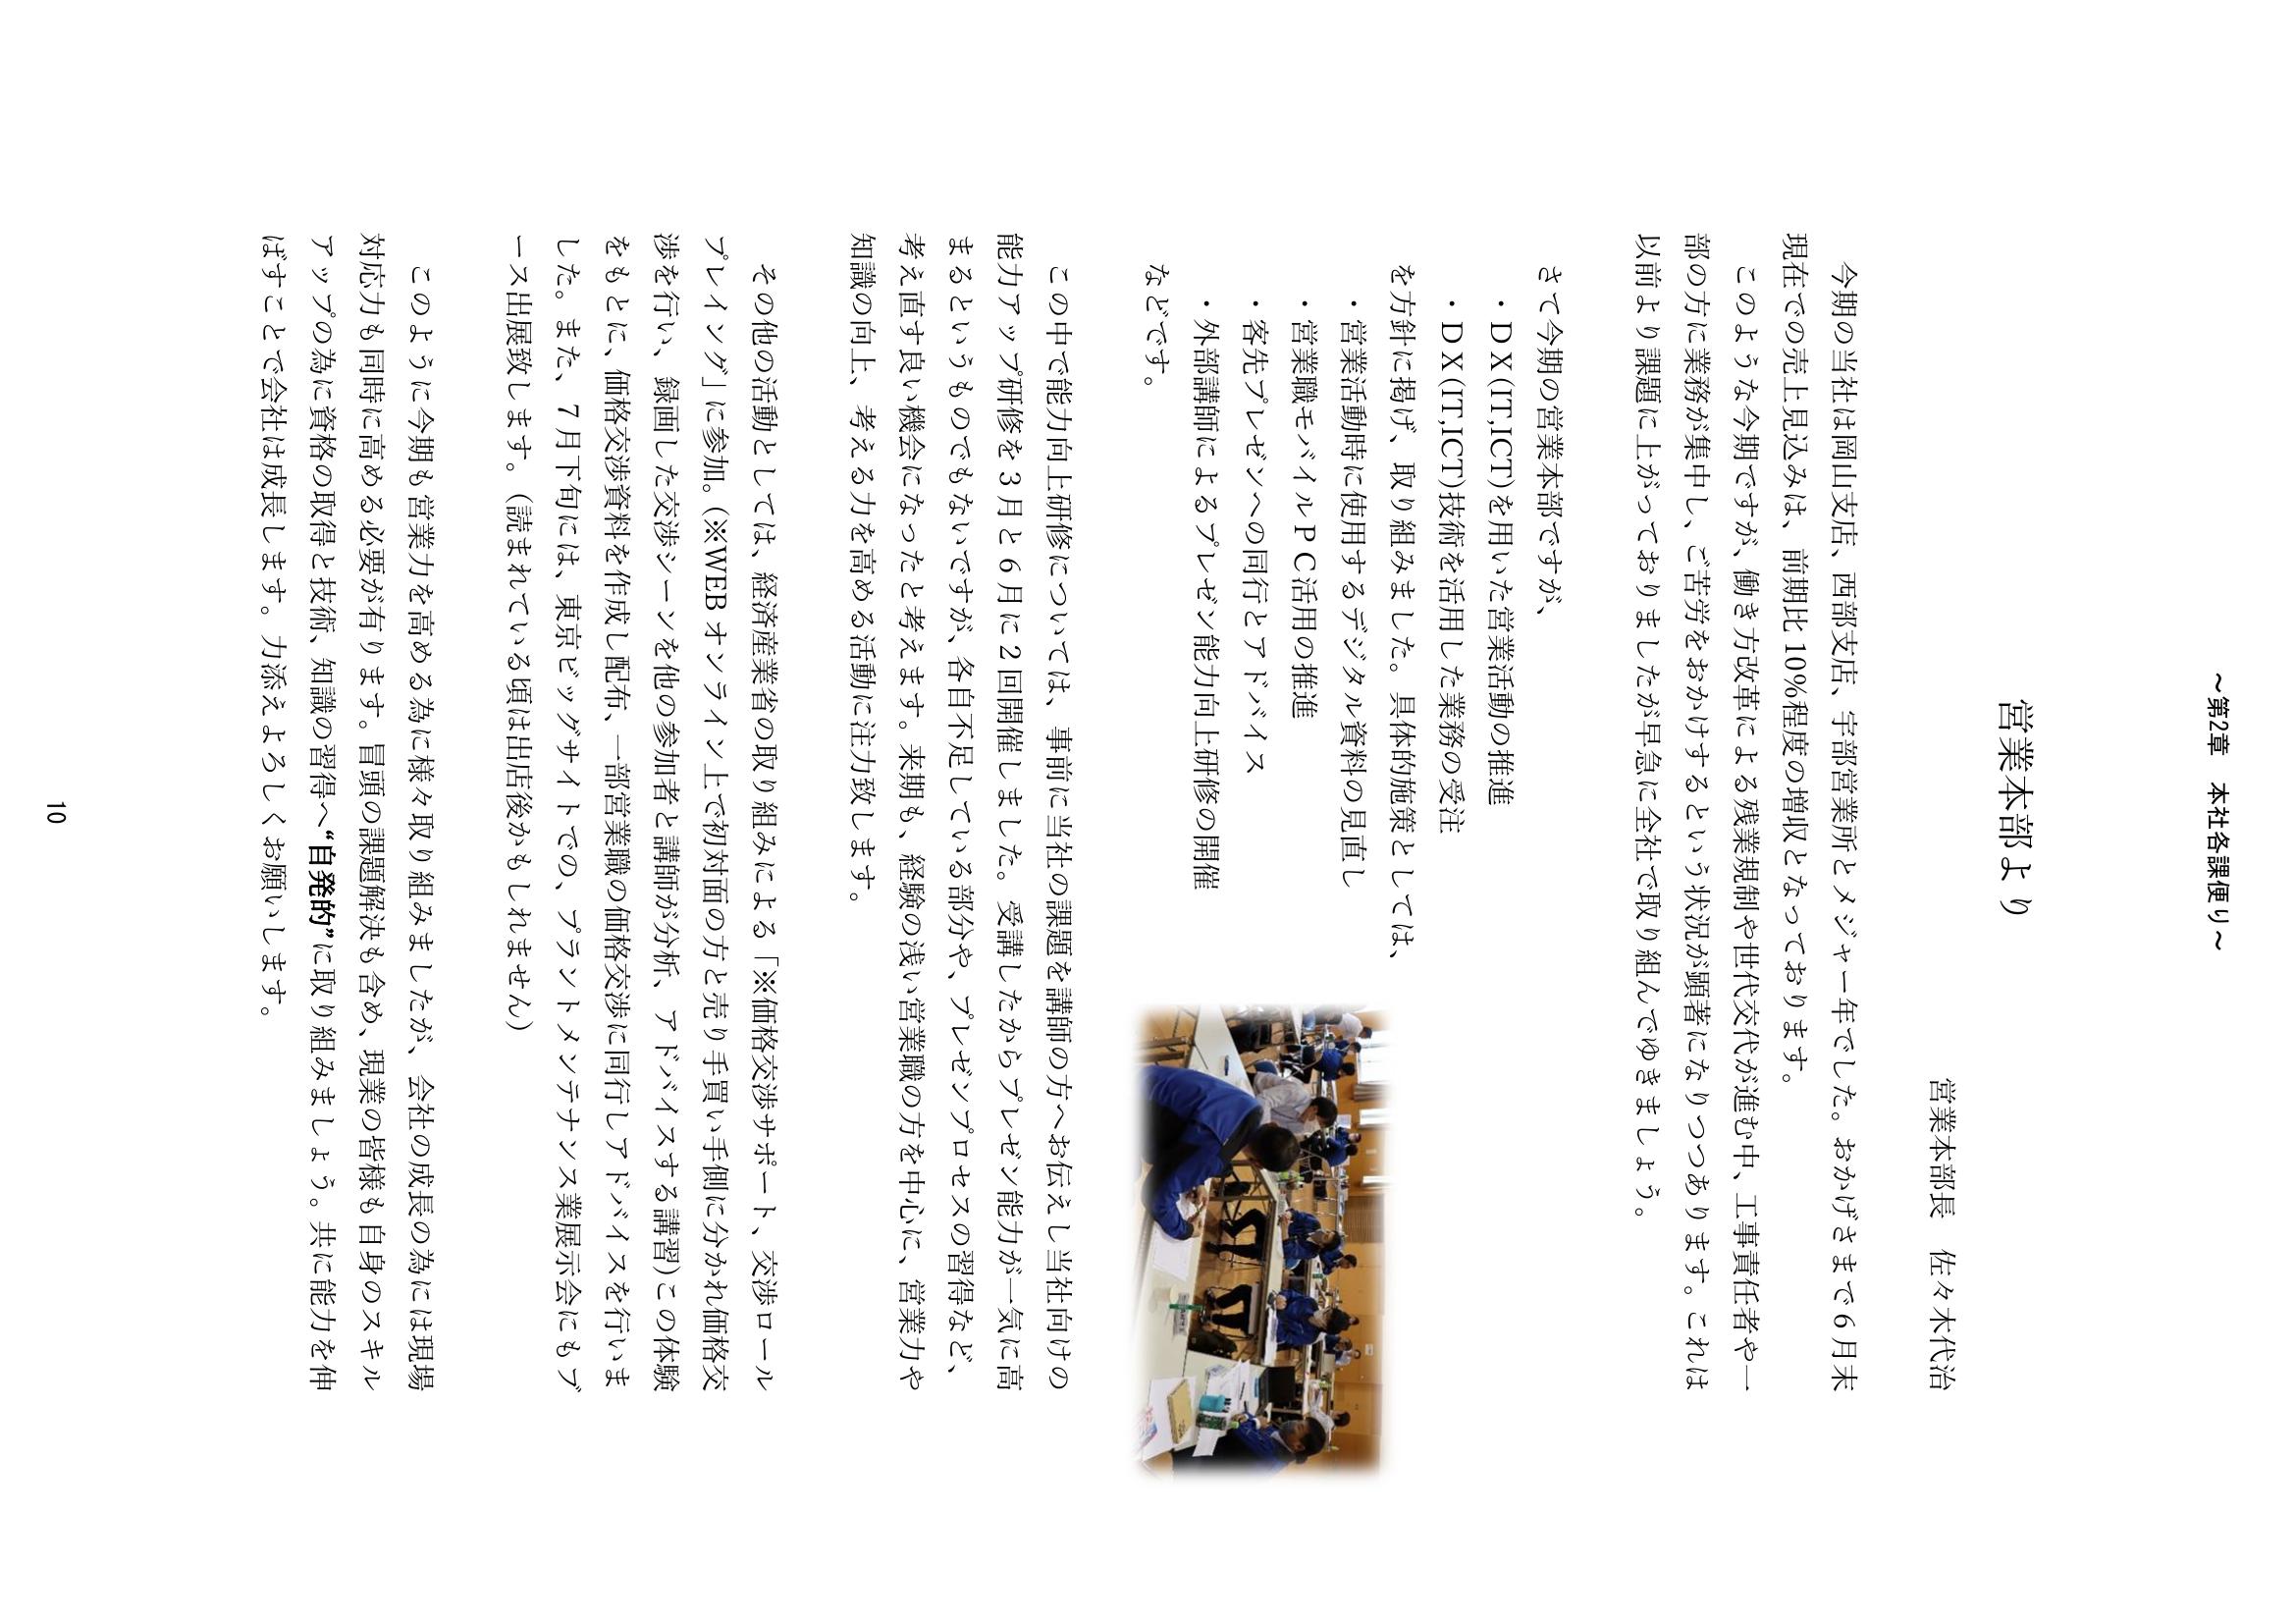 ～第2章　本社各課便り～
営業本部より
営業本部長　佐々木代治
今期の当社は岡山支店、西部支店、宇部営業所とメジャー年でした。おかげさまで６月末
現在での売上見込みは、前期比 10%程度の増収となっております。
このような今期ですが、働き方改革による残業規制や世代交代が進む中、工事責任者や一
部の方に業務が集中し、ご苦労をおかけするという状況が顕著になりつつあります。これは
以前より課題に上がっておりましたが早急に全社で取り組んでゆきましょう。
さて今期の営業本部ですが、
・ＤＸ(IT,ICT)を用いた営業活動の推進
・ＤＸ(IT,ICT)技術を活用した業務の受注
を方針に掲げ、取り組みました。具体的施策としては、
・営業活動時に使用するデジタル資料の見直し
・営業職モバイルＰＣ活用の推進
・客先プレゼンへの同行とアドバイス
・外部講師によるプレゼン能力向上研修の開催
などです。
この中で能力向上研修については、事前に当社の課題を講師の方へお伝えし当社向けの
能力アップ研修を３月と６月に２回開催しました。受講したからプレゼン能力が一気に高
まるというものでもないですが、各自不足している部分や、プレゼンプロセスの習得など、
考え直す良い機会になったと考えます。来期も、経験の浅い営業職の方を中心に、営業力や
知識の向上、考える力を高める活動に注力致します。
その他の活動としては、経済産業省の取り組みによる「※価格交渉サポート、交渉ロール
プレイング」に参加。（※WEB オンライン上で初対面の方と売り手買い手側に分かれ価格交
渉を行い、録画した交渉シーンを他の参加者と講師が分析、アドバイスする講習）この体験
をもとに、価格交渉資料を作成し配布、一部営業職の価格交渉に同行しアドバイスを行いま
した。また、７月下旬には、東京ビッグサイトでの、プラントメンテナンス業展示会にもブ
ース出展致します。（読まれている頃は出店後かもしれません）
このように今期も営業力を高める為に様々取り組みましたが、会社の成長の為には現場
対応力も同時に高める必要が有ります。冒頭の課題解決も含め、現業の皆様も自身のスキル
アップの為に資格の取得と技術、知識の習得へ“自発的”に取り組みましょう。共に能力を伸
ばすことで会社は成長します。力添えよろしくお願いします。
10